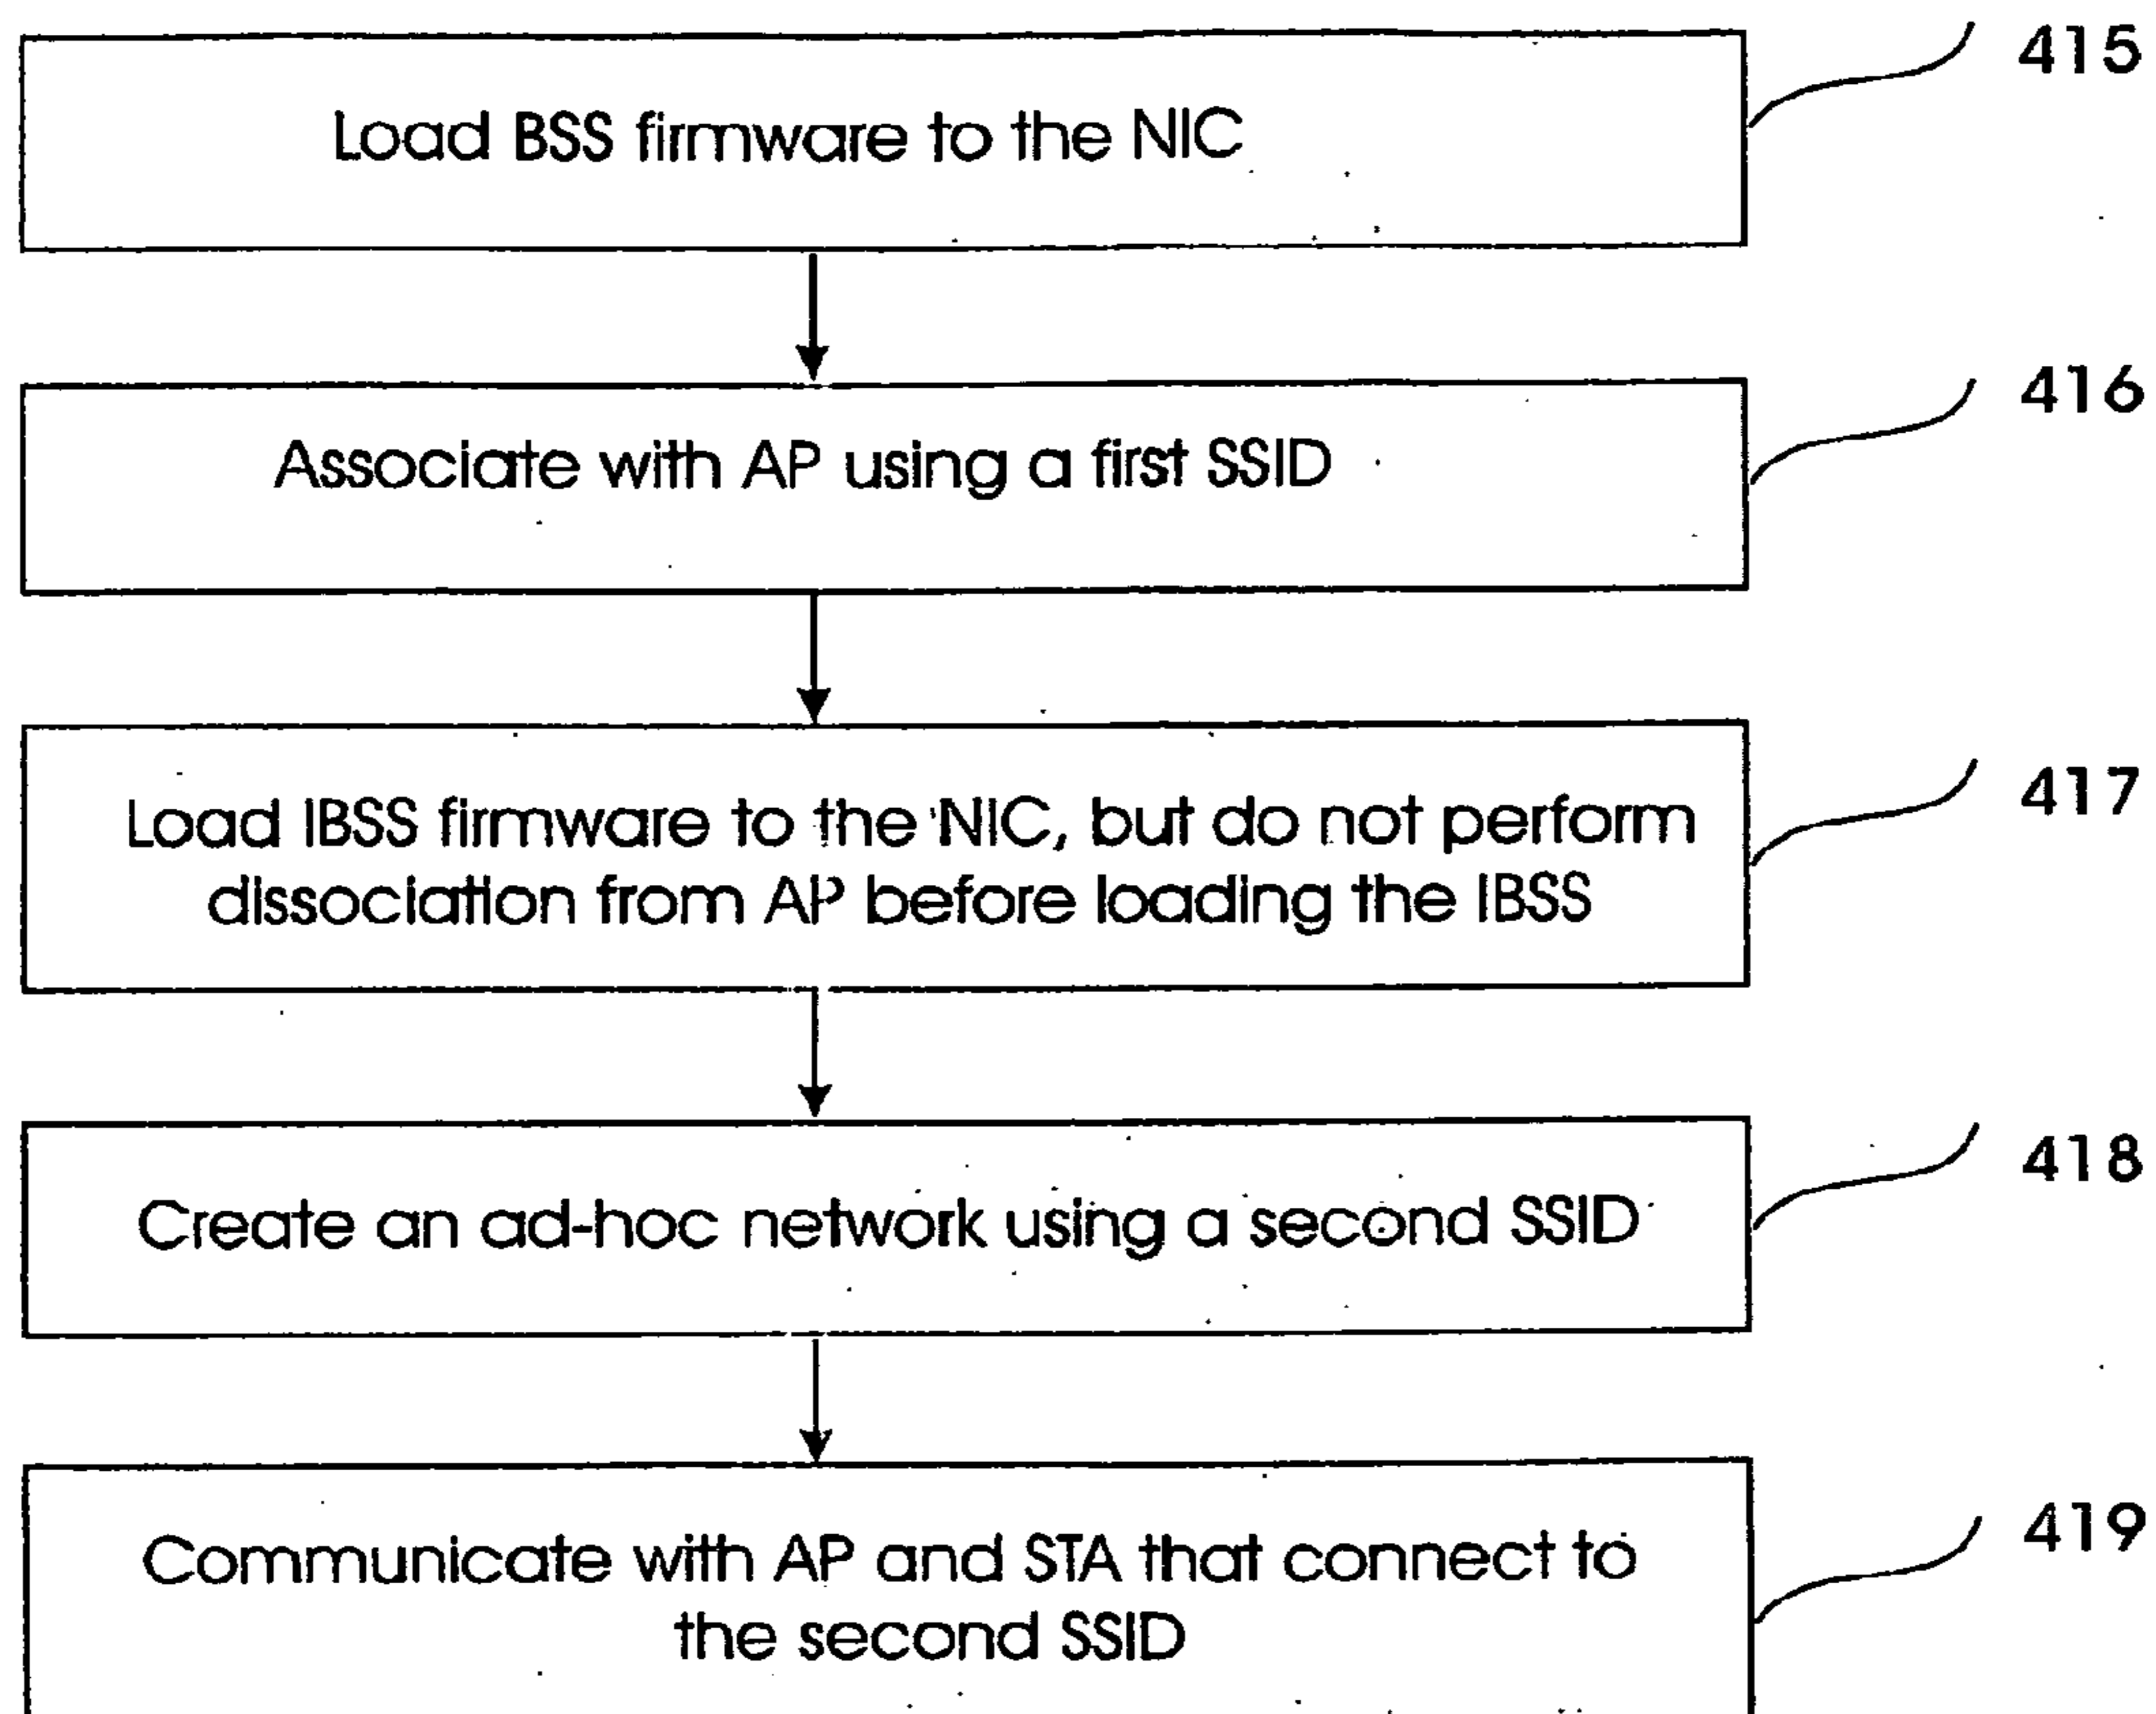 415
Load BSS firmware to the NIC
416
Associate with AP using a first SSID
417
Load IBSS firmware to the NIC, but do not perform
dissociation from AP before loading the IBSS
418
Create an ad-hoc network using a second SSID
419
Communicate with AP and STA that connect to
the second SSID